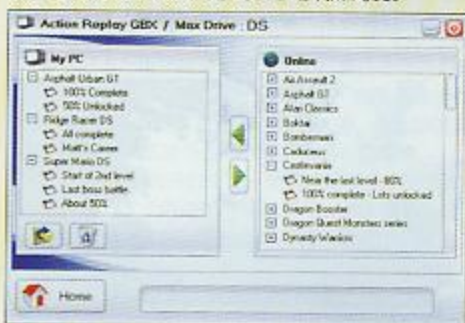 Action Replay GBX / Max Drive : DS
My PC
Asphalt Urban GT
100% Complete
50% Unlocked
Ridge Racer DS
All complete
Matt's Career
Super Mario DS
Start of 2nd level
Last boss battle
About 50%
Online
Air Assault 2
Asphalt GT
Atari Classics
Boktai
Bomberman
Caduceus
Castlevania
Near the last level - 80%
100% complete - Lots unlocked
Dragon Booster
Dragon Quest Monsters series
Dynasty Warriors
Home